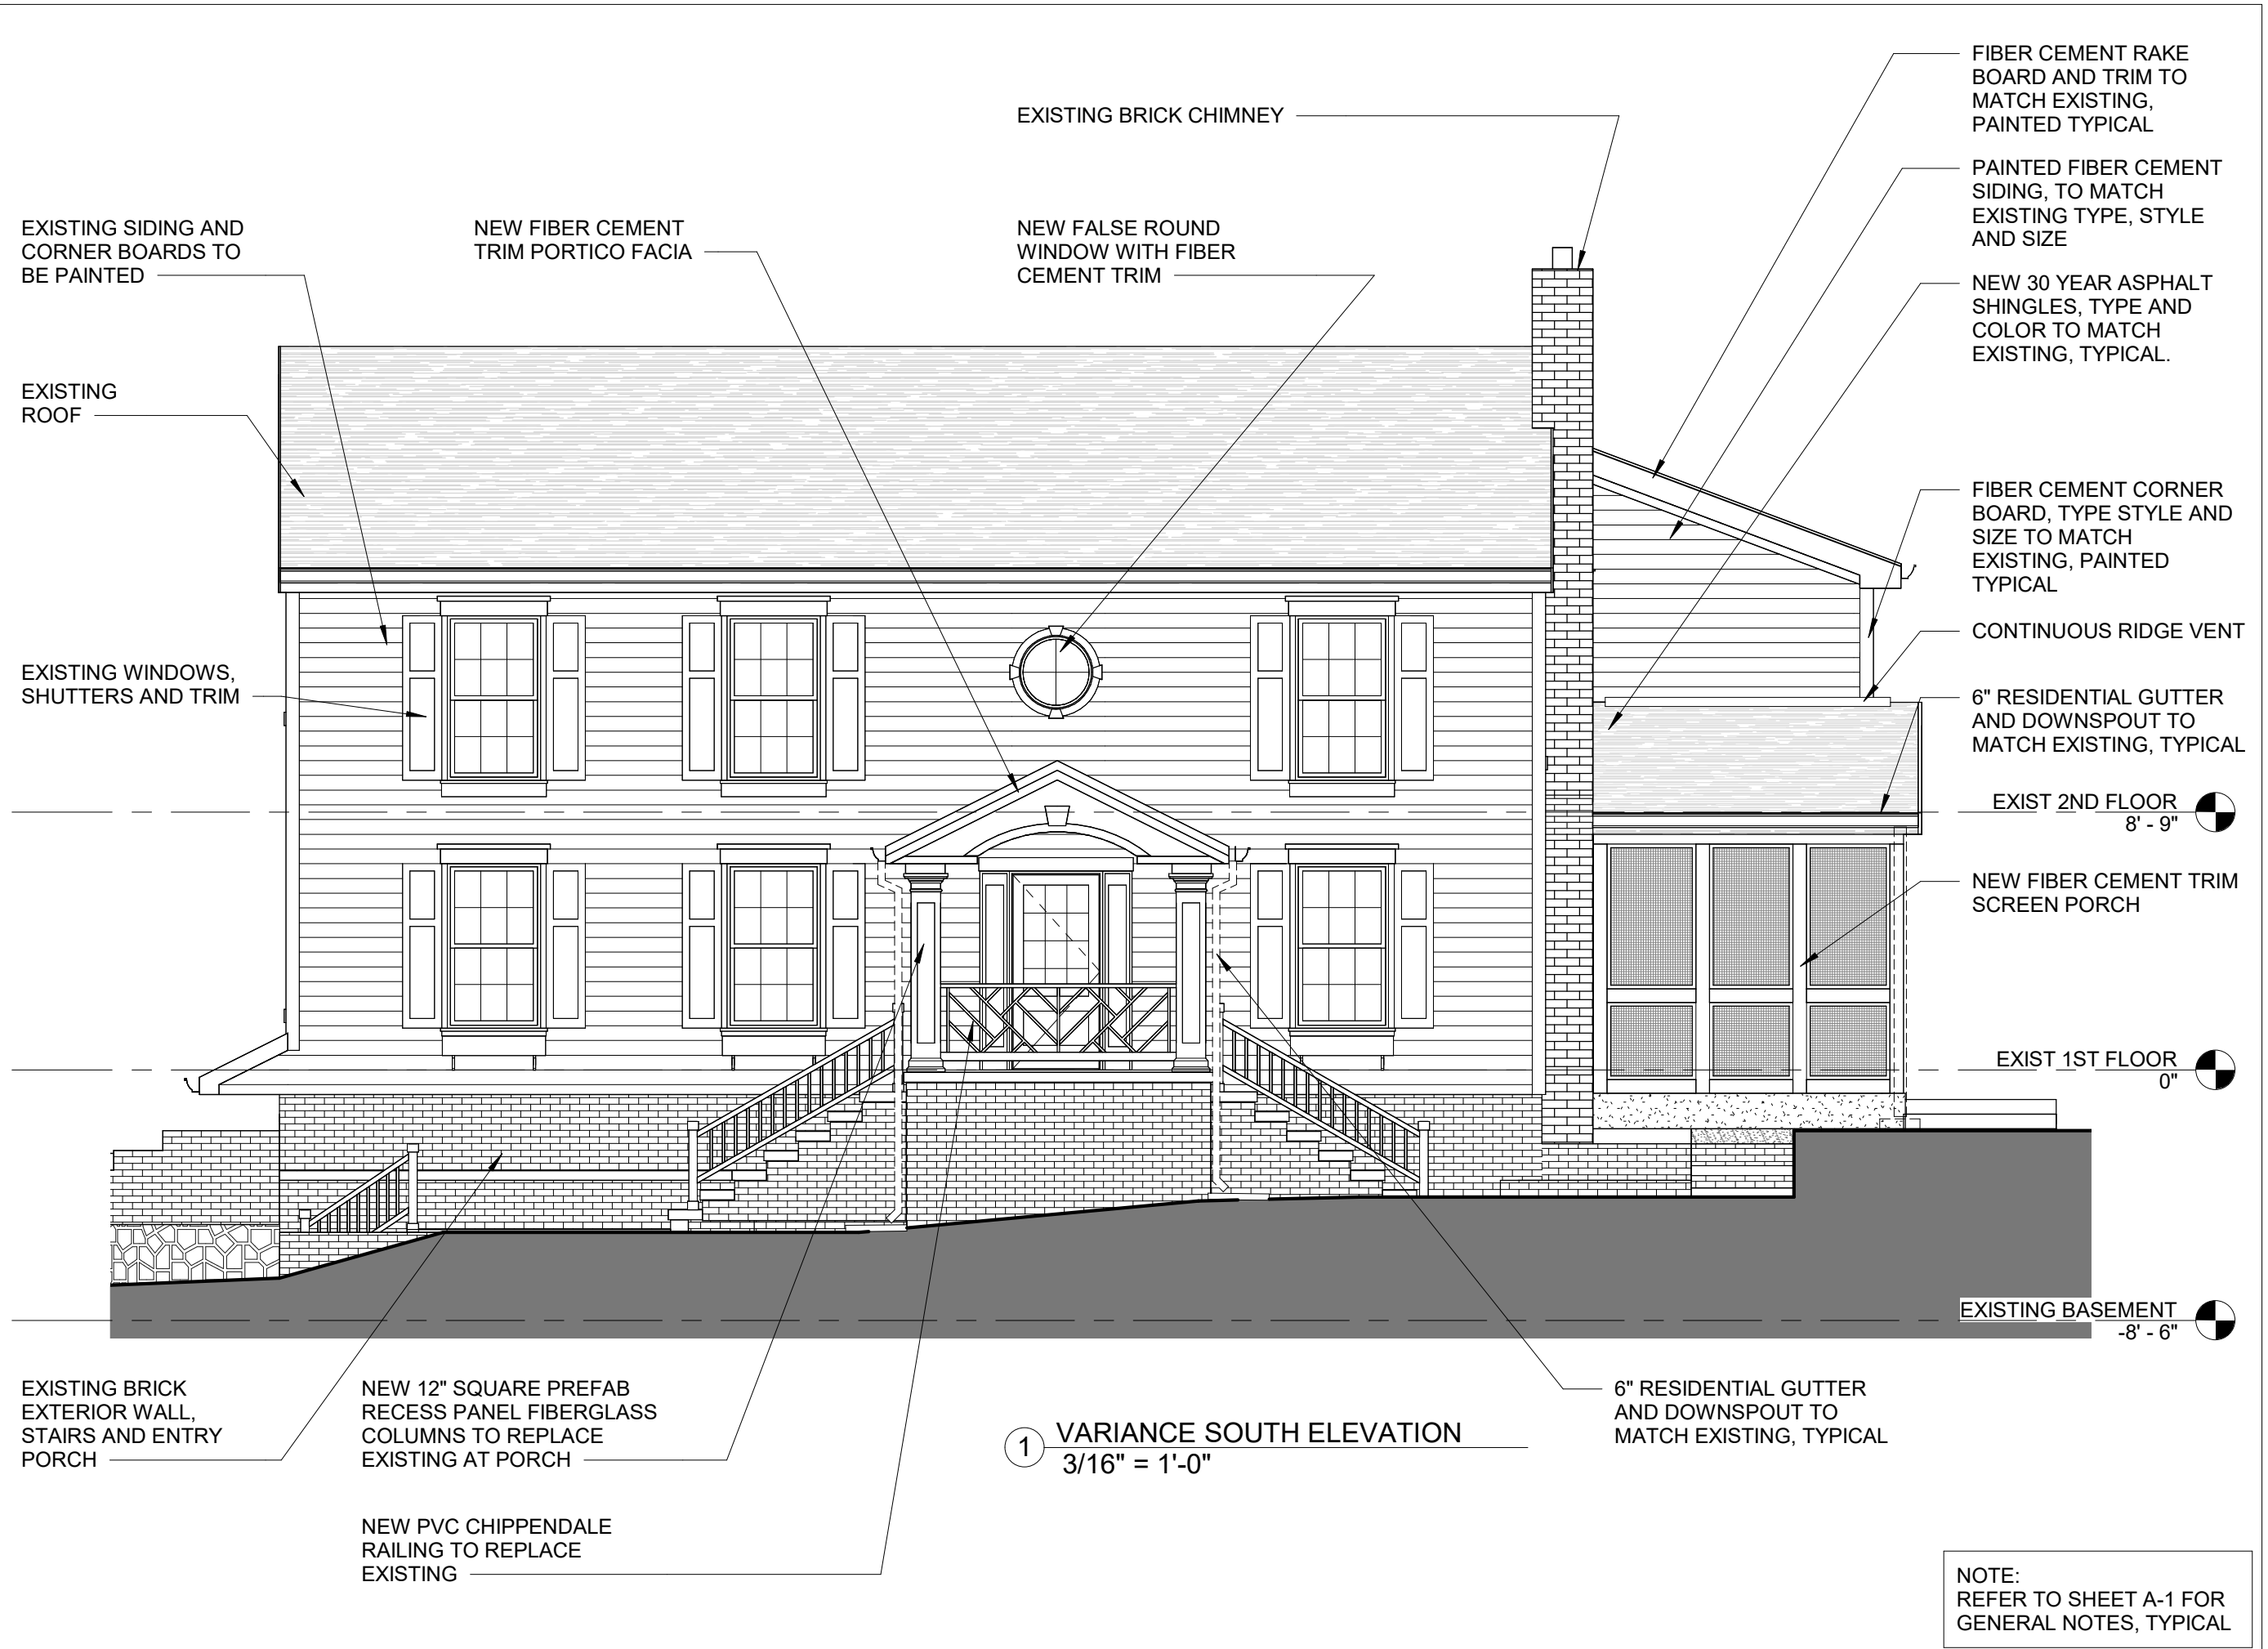 EXISTING BRICK CHIMNEY
FIBER CEMENT RAKE
BOARD AND TRIM TO
MATCH EXISTING,
PAINTED TYPICAL
PAINTED FIBER CEMENT
SIDING, TO MATCH
EXISTING TYPE, STYLE
AND SIZE
EXISTING SIDING AND
CORNER BOARDS TO
BE PAINTED
NEW FIBER CEMENT
TRIM PORTICO FACIA
NEW FALSE ROUND
WINDOW WITH FIBER
CEMENT TRIM
NEW 30 YEAR ASPHALT
SHINGLES, TYPE AND
COLOR TO MATCH
EXISTING, TYPICAL.
EXISTING
ROOF
FIBER CEMENT CORNER
BOARD, TYPE STYLE AND
SIZE TO MATCH
EXISTING, PAINTED
TYPICAL
CONTINUOUS RIDGE VENT
EXISTING WINDOWS,
SHUTTERS AND TRIM
6" RESIDENTIAL GUTTER
AND DOWNSPOUT TO
MATCH EXISTING, TYPICAL
EXIST 2ND FLOOR
8' - 9"
NEW FIBER CEMENT TRIM
SCREEN PORCH
EXIST 1ST FLOOR
0"
EXISTING BASEMENT
-8' - 6"
EXISTING BRICK
EXTERIOR WALL,
STAIRS AND ENTRY
PORCH
NEW 12" SQUARE PREFAB
RECESS PANEL FIBERGLASS
COLUMNS TO REPLACE
EXISTING AT PORCH
6" RESIDENTIAL GUTTER
AND DOWNSPOUT TO
MATCH EXISTING, TYPICAL
1 VARIANCE SOUTH ELEVATION
3/16" = 1'-0"
NEW PVC CHIPPENDALE
RAILING TO REPLACE
EXISTING
NOTE:
REFER TO SHEET A-1 FOR
GENERAL NOTES, TYPICAL